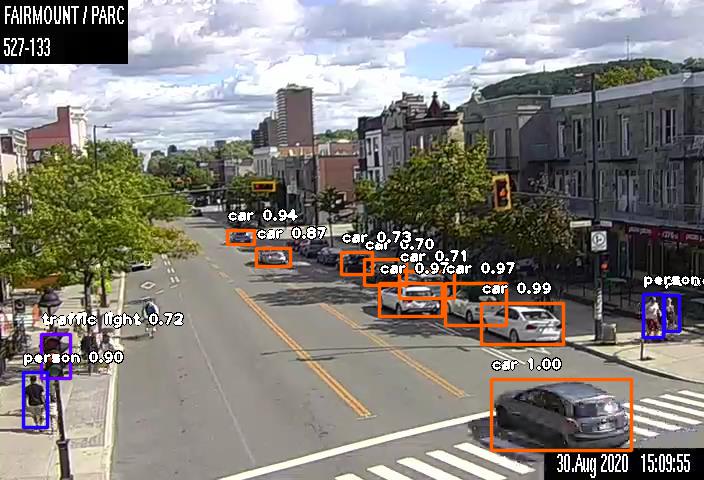 FAIRMOUNT / PARC
527-133
car 0.94
car 0.87
car 0.73
car 0.70
car 0.71
car 0.97
car 0.97
car 0.99
traffic light 0.72
person 0.90
person
car 1.00
30.Aug 2020 15:09:55